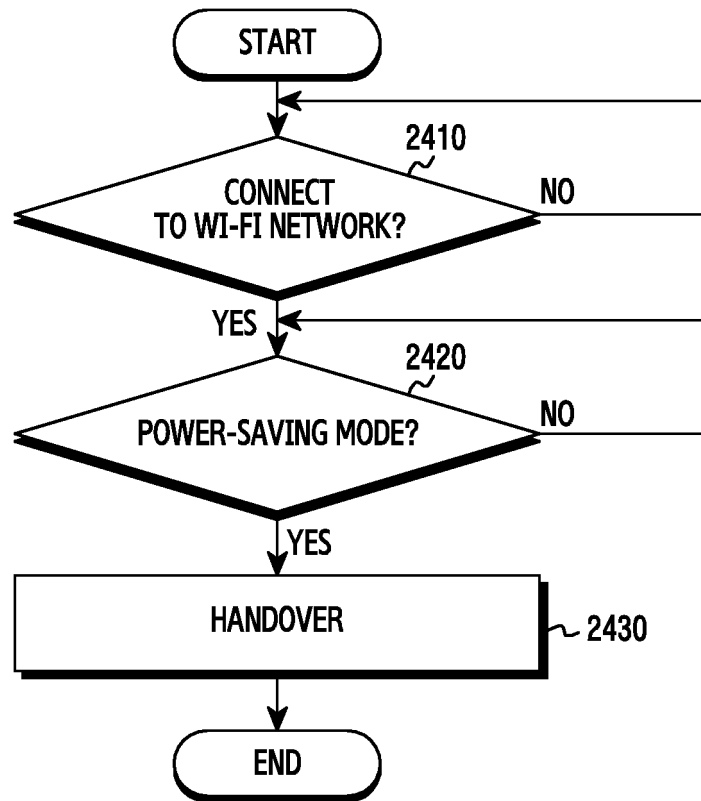 START
2410
CONNECT
TO WI-FI NETWORK?
NO
YES
2420
POWER-SAVING MODE?
NO
YES
HANDOVER
2430
END